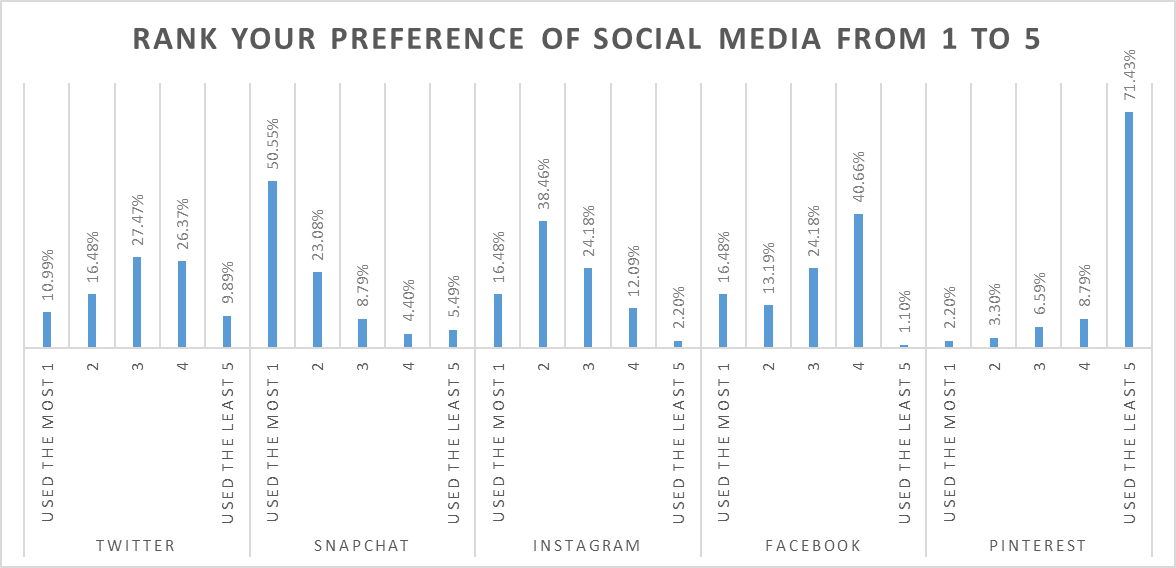 RANK YOUR PREFERENCE OF SOCIAL MEDIA FROM 1 TO 5
10.99%
16.48%
27.47%
26.37%
9.89%
50.55%
23.08%
8.79%
4.40%
5.49%
16.48%
38.46%
24.18%
12.09%
2.20%
16.48%
13.19%
24.18%
40.66%
1.10%
2.20%
3.30%
6.59%
8.79%
71.43%
USED THE MOST 1
2
3
4
USED THE LEAST 5
USED THE MOST 1
2
3
4
USED THE LEAST 5
USED THE MOST 1
2
3
4
USED THE LEAST 5
USED THE MOST 1
2
3
4
USED THE LEAST 5
USED THE MOST 1
2
3
4
USED THE LEAST 5
TWITTER
SNAPCHAT
INSTAGRAM
FACEBOOK
PINTEREST